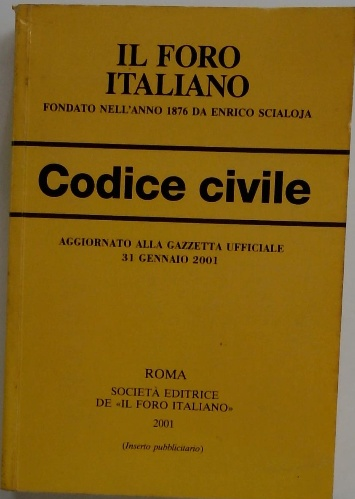 IL FORO
ITALIANO
FONDATO NELL'ANNO 1876 DA ENRICO SCIALOJA
Codice civile
AGGIORNATO ALLA GAZZETTA UFFICIALE
31 GENNAIO 2001
ROMA
SOCIETÀ EDITRICE
DE «IL FORO ITALIANO»
2001
(Inserto pubblicitario)